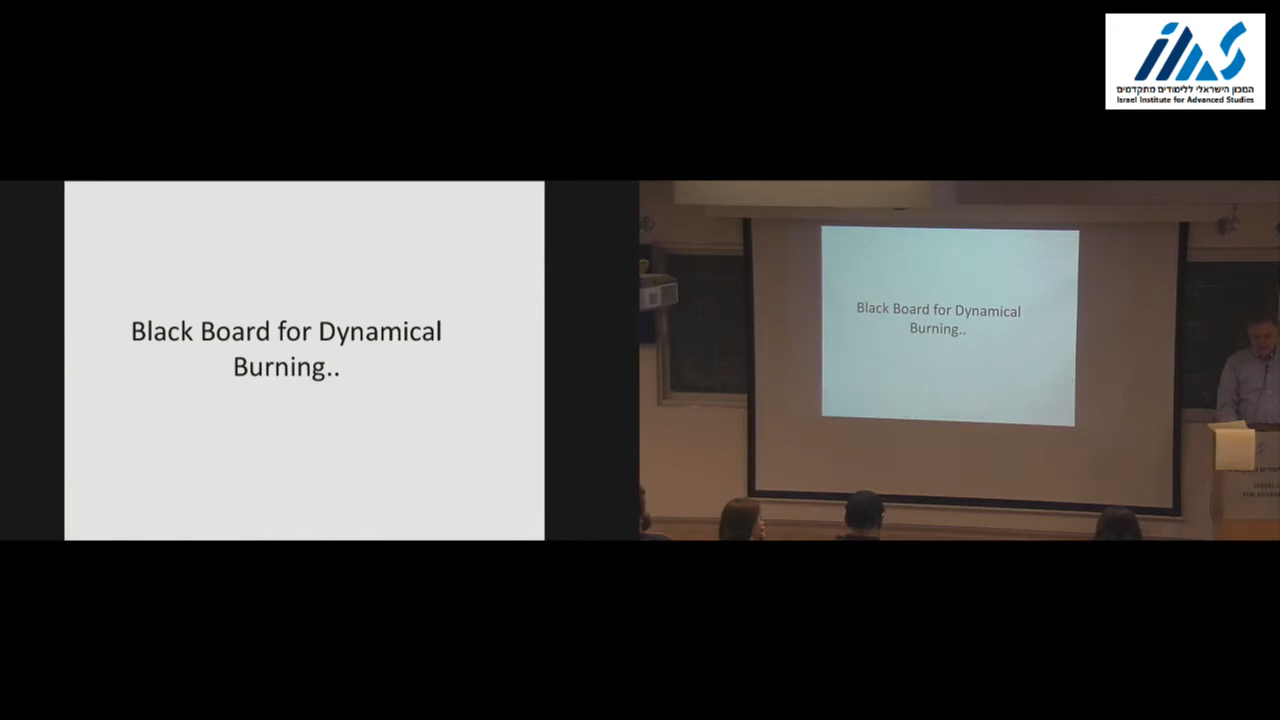 המכון הישראלי ללימודים מתקדמים
Israel Institute for Advanced Studies
Black Board for Dynamical
Burning..
Black Board for Dynamical
Burning..